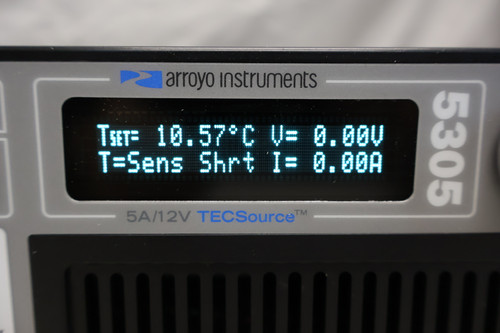 arroyo instruments
TSET= 10.57°C V= 0.00V
T=Sens Shrt I= 0.00A
5305
5A/12V TECSource™